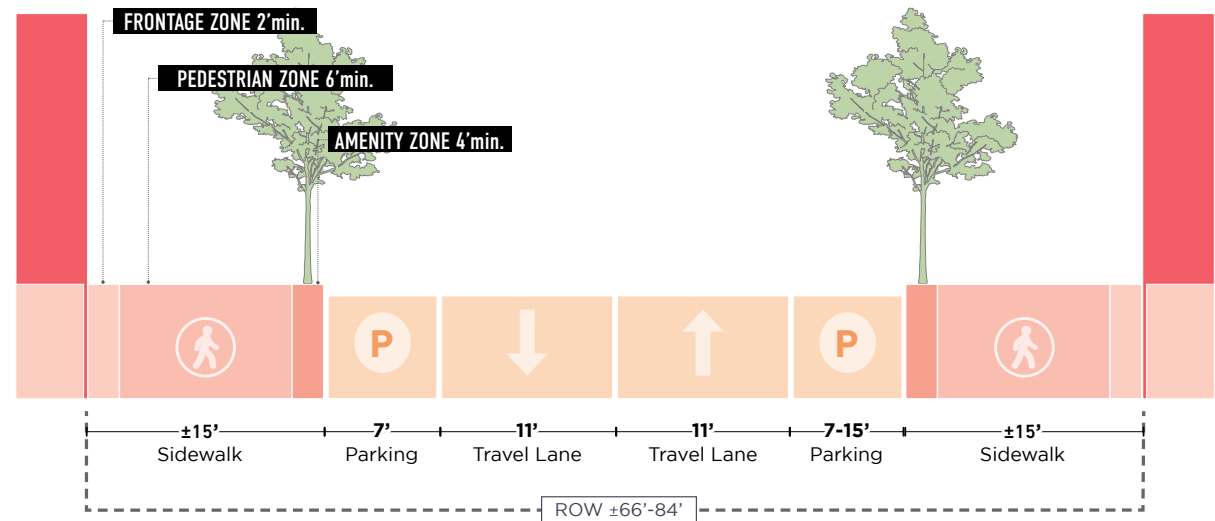 FRONTAGE ZONE 2’min.
PEDESTRIAN ZONE 6’min.
AMENITY ZONE 4’min.
P
P
±15’ 7’ 11’ 11’ 7-15’ ±15’
Sidewalk Parking Travel Lane Travel Lane Parking Sidewalk
ROW ±66’-84’